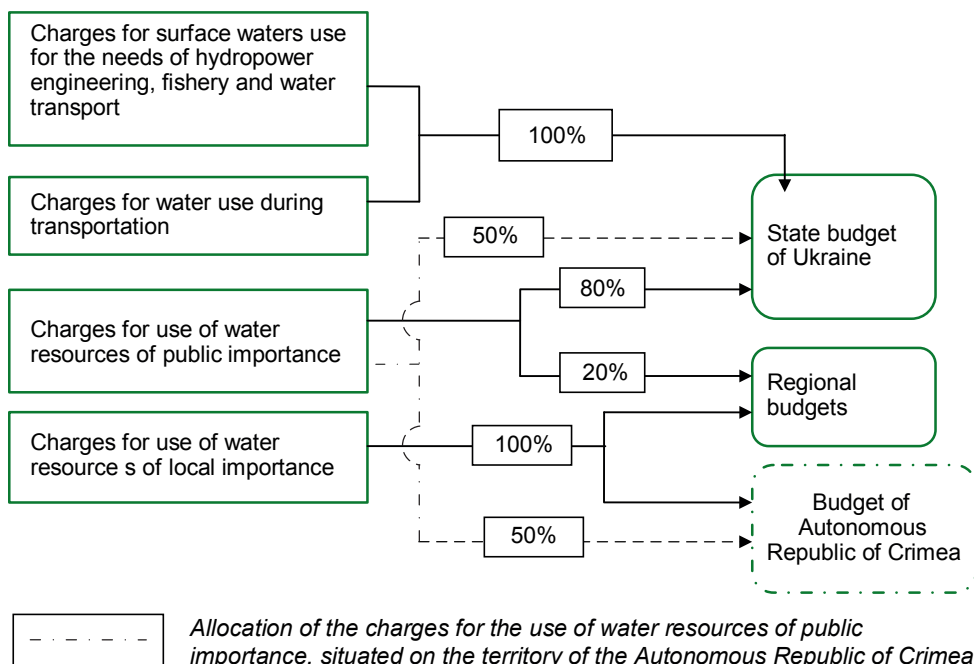 Charges for surface waters use
for the needs of hydropower
engineering, fishery and water
transport
100%
Charges for water use during
transportation
50%
State budget
of Ukraine
80%
Charges for use of water
resources of public importance
20%
Regional
budgets
Charges for use of water
resource s of local importance
100%
Budget of
Autonomous
Republic of Crimea
50%
Allocation of the charges for the use of water resources of public
importance, situated on the territory of the Autonomous Republic of Crimea